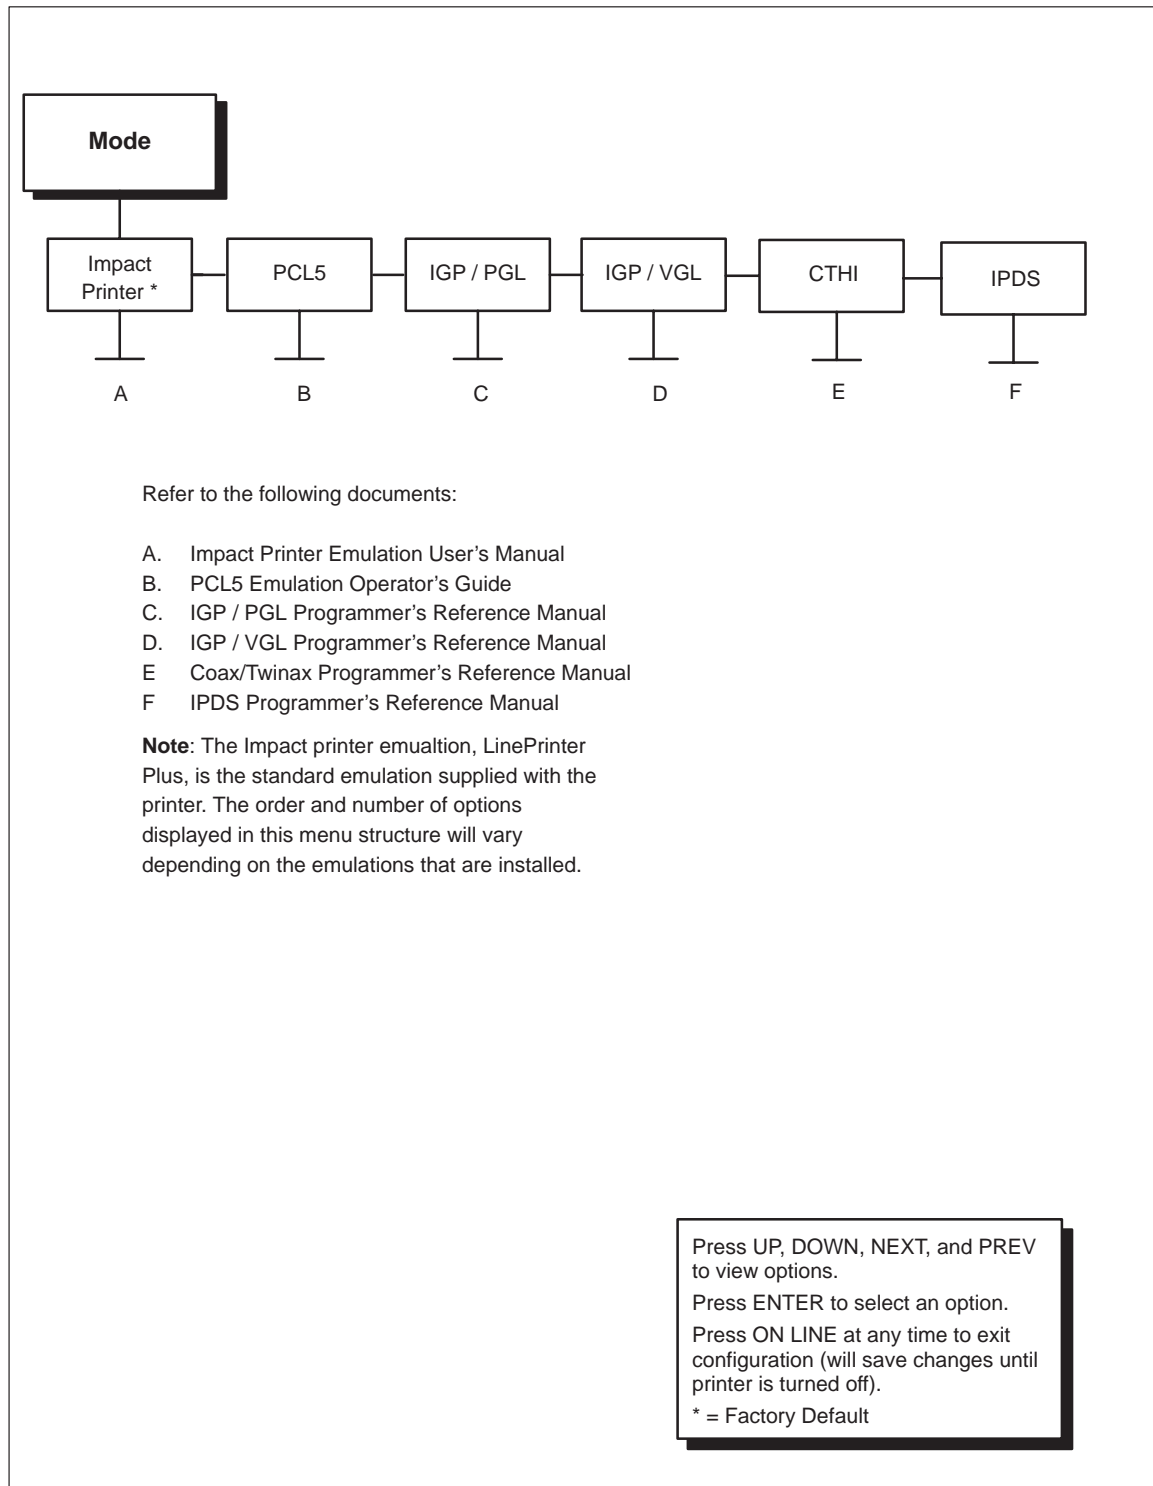 Mode
Impact
Printer *
PCL5
IGP / PGL
IGP / VGL
CTHI
IPDS
A
B
C
D
E
F
Refer to the following documents:
A. Impact Printer Emulation User’s Manual
B. PCL5 Emulation Operator’s Guide
C. IGP / PGL Programmer’s Reference Manual
D. IGP / VGL Programmer’s Reference Manual
E Coax/Twinax Programmer’s Reference Manual
F IPDS Programmer’s Reference Manual
Note: The Impact printer emualtion, LinePrinter
Plus, is the standard emulation supplied with the
printer. The order and number of options
displayed in this menu structure will vary
depending on the emulations that are installed.
Press UP, DOWN, NEXT, and PREV
to view options.
Press ENTER to select an option.
Press ON LINE at any time to exit
configuration (will save changes until
printer is turned off).
* = Factory Default